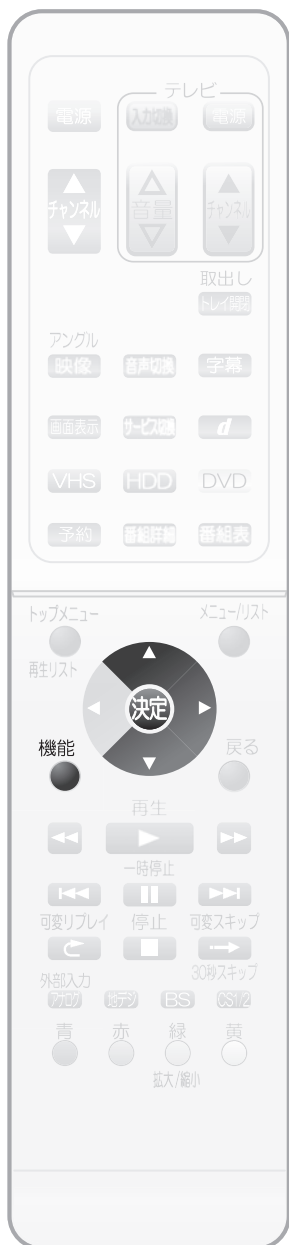 テレビ
電源 入力切換 電源
チャンネル 音量 チャンネル
取出し
トレイ開閉
アングル
映像 音声切換 字幕
画面表示 サービス切換 d
VHS HDD DVD
予約 番組詳細 番組表
トップメニュー メニュー/リスト
再生リスト
決定
機能 戻る
再生
一時停止
可変リプレイ 停止 可変スキップ
30秒スキップ
外部入力
アナログ 地デジ BS CS1/2
青 赤 緑 黄
拡大/縮小